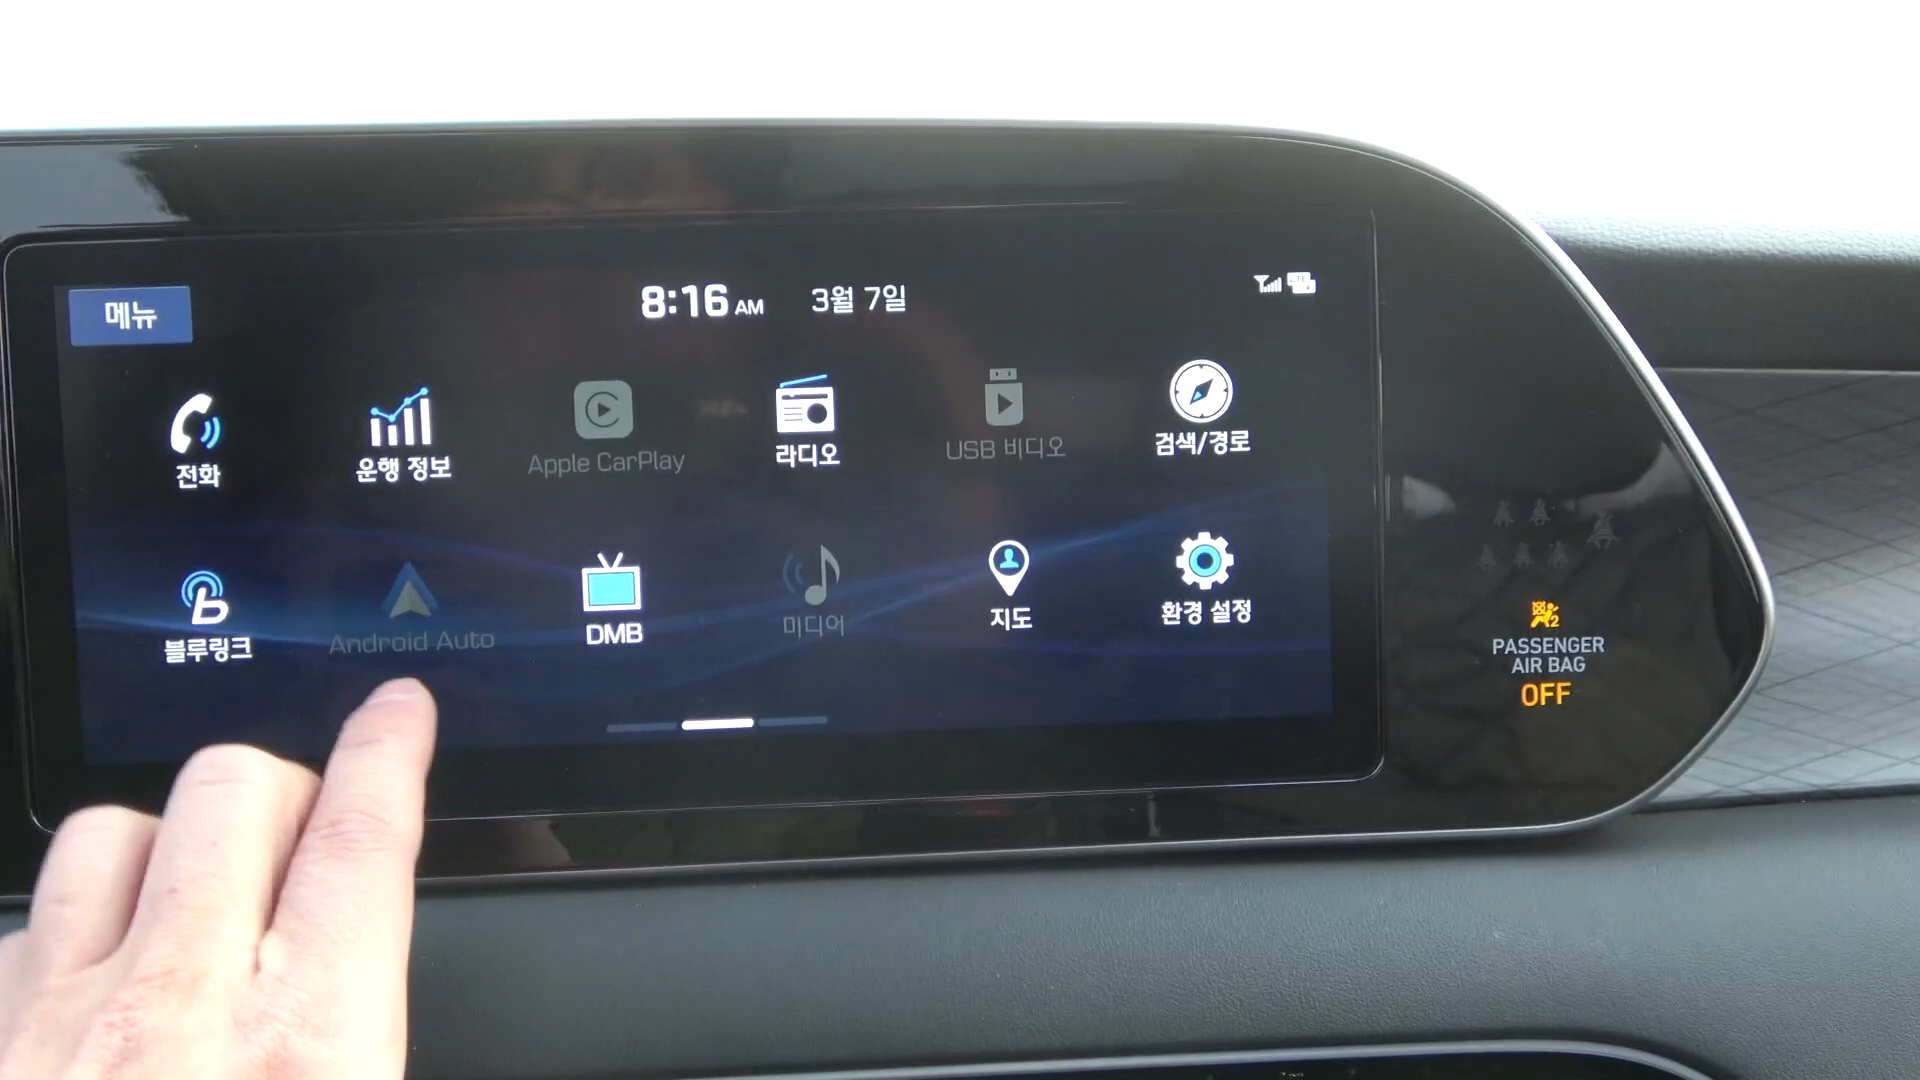 메뉴
8:16 AM 3월 7일
전화
운행 정보
Apple CarPlay
라디오
USB 비디오
검색/경로
블루링크
Android Auto
DMB
미디어
지도
환경 설정
PASSENGER
AIR BAG
OFF